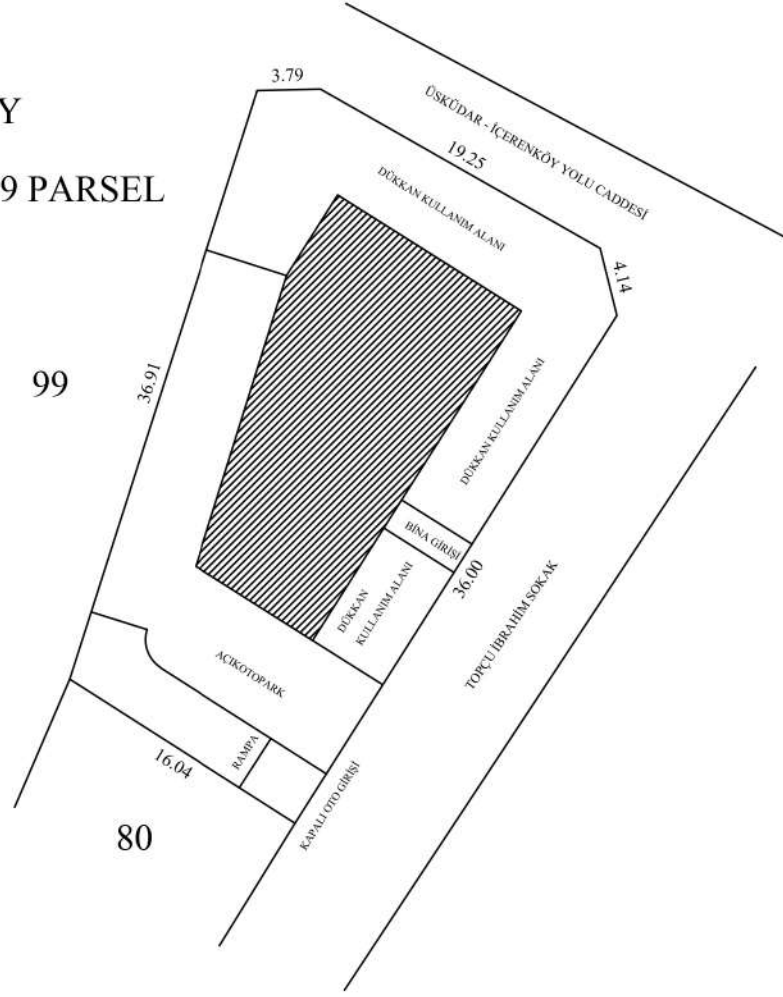 3.79
Y
ÜSKÜDAR - İÇERENKÖY YOLU CADDESİ
19.25
9 PARSEL
DÜKKAN KULLANIM ALANI
4.14
36.91
99
DÜKKAN KULLANIM ALANI
BİNA GİRİŞİ
36.00
DÜKKAN
KULLANIM ALANI
TOPÇU İBRAHİM SOKAK
AÇIKOTOPARK
RAMPA
16.04
KAPALI OTO GİRİŞİ
80